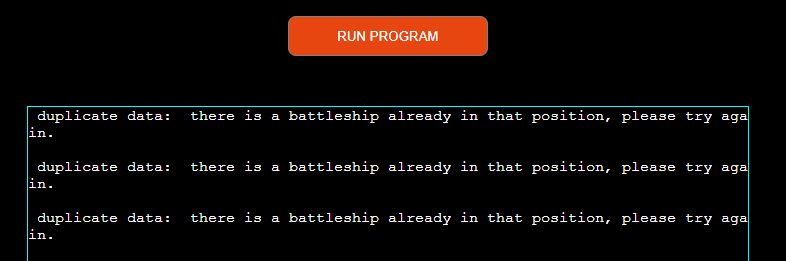 RUN PROGRAM
duplicate data:  there is a battleship already in that position, please try aga
in.
duplicate data:  there is a battleship already in that position, please try aga
in.
duplicate data:  there is a battleship already in that position, please try aga
in.